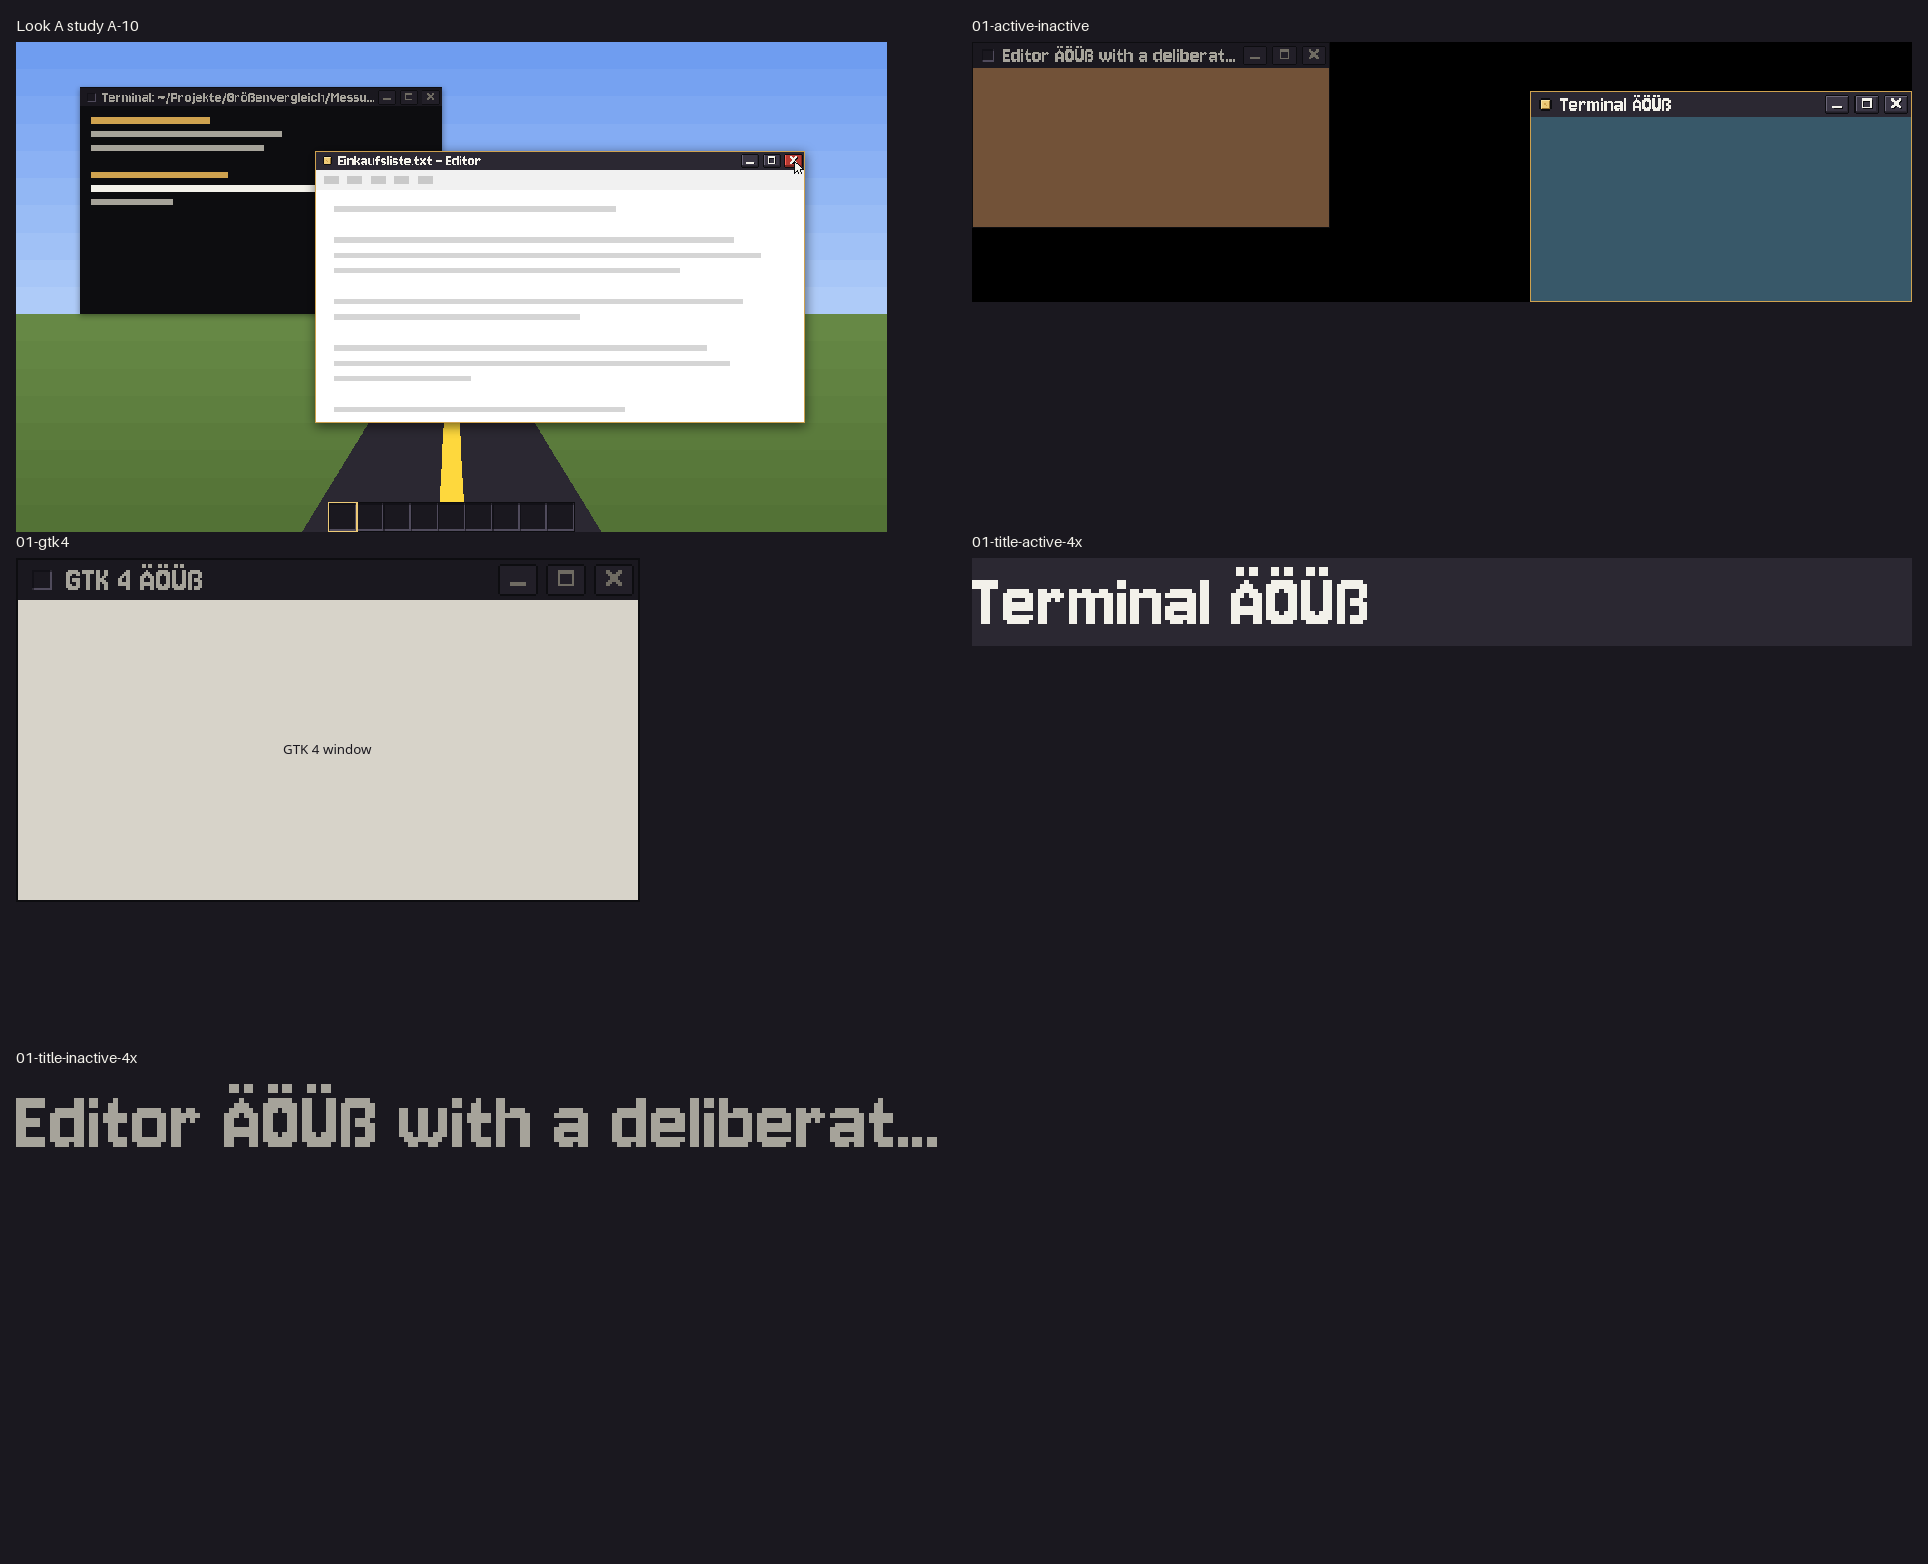 Look A study A-10
01-active-inactive
Editor ÄÖÜß with a deliberat...
Terminal: ~/Projekte/Größenvergleich/Messu...
Terminal ÄÖÜß
Einkaufsliste.txt – Editor
01-gtk4
01-title-active-4x
GTK 4 ÄÖÜß
Terminal ÄÖÜß
GTK 4 window
01-title-inactive-4x
Editor ÄÖÜß with a deliberat...